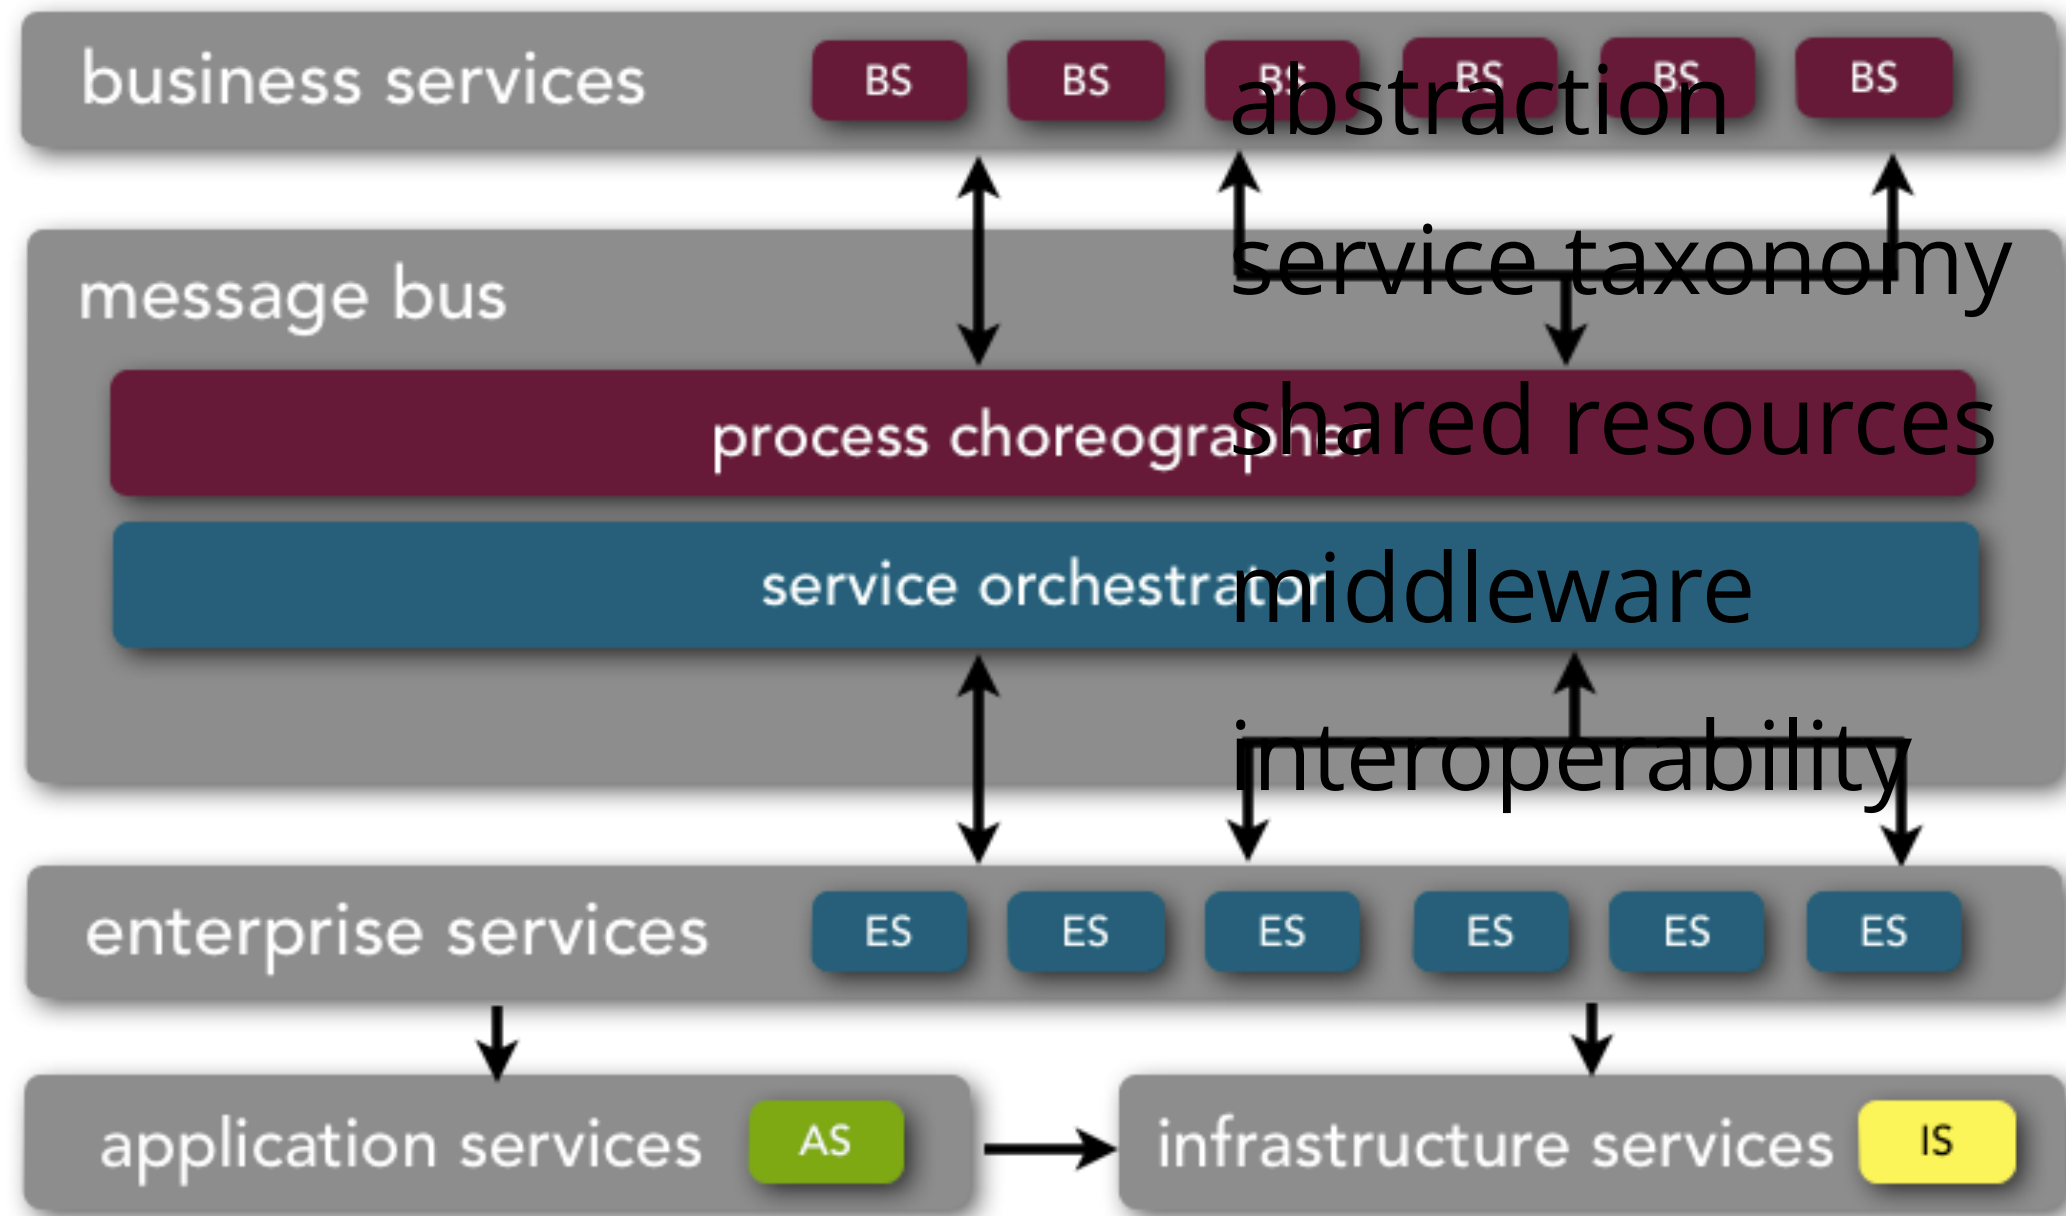 business services BS BS BS BS BS BS
abstraction
service taxonomy
message bus
process choreographer
shared resources
service orchestrator
middleware
interoperability
enterprise services ES ES ES ES ES ES
application services AS infrastructure services IS